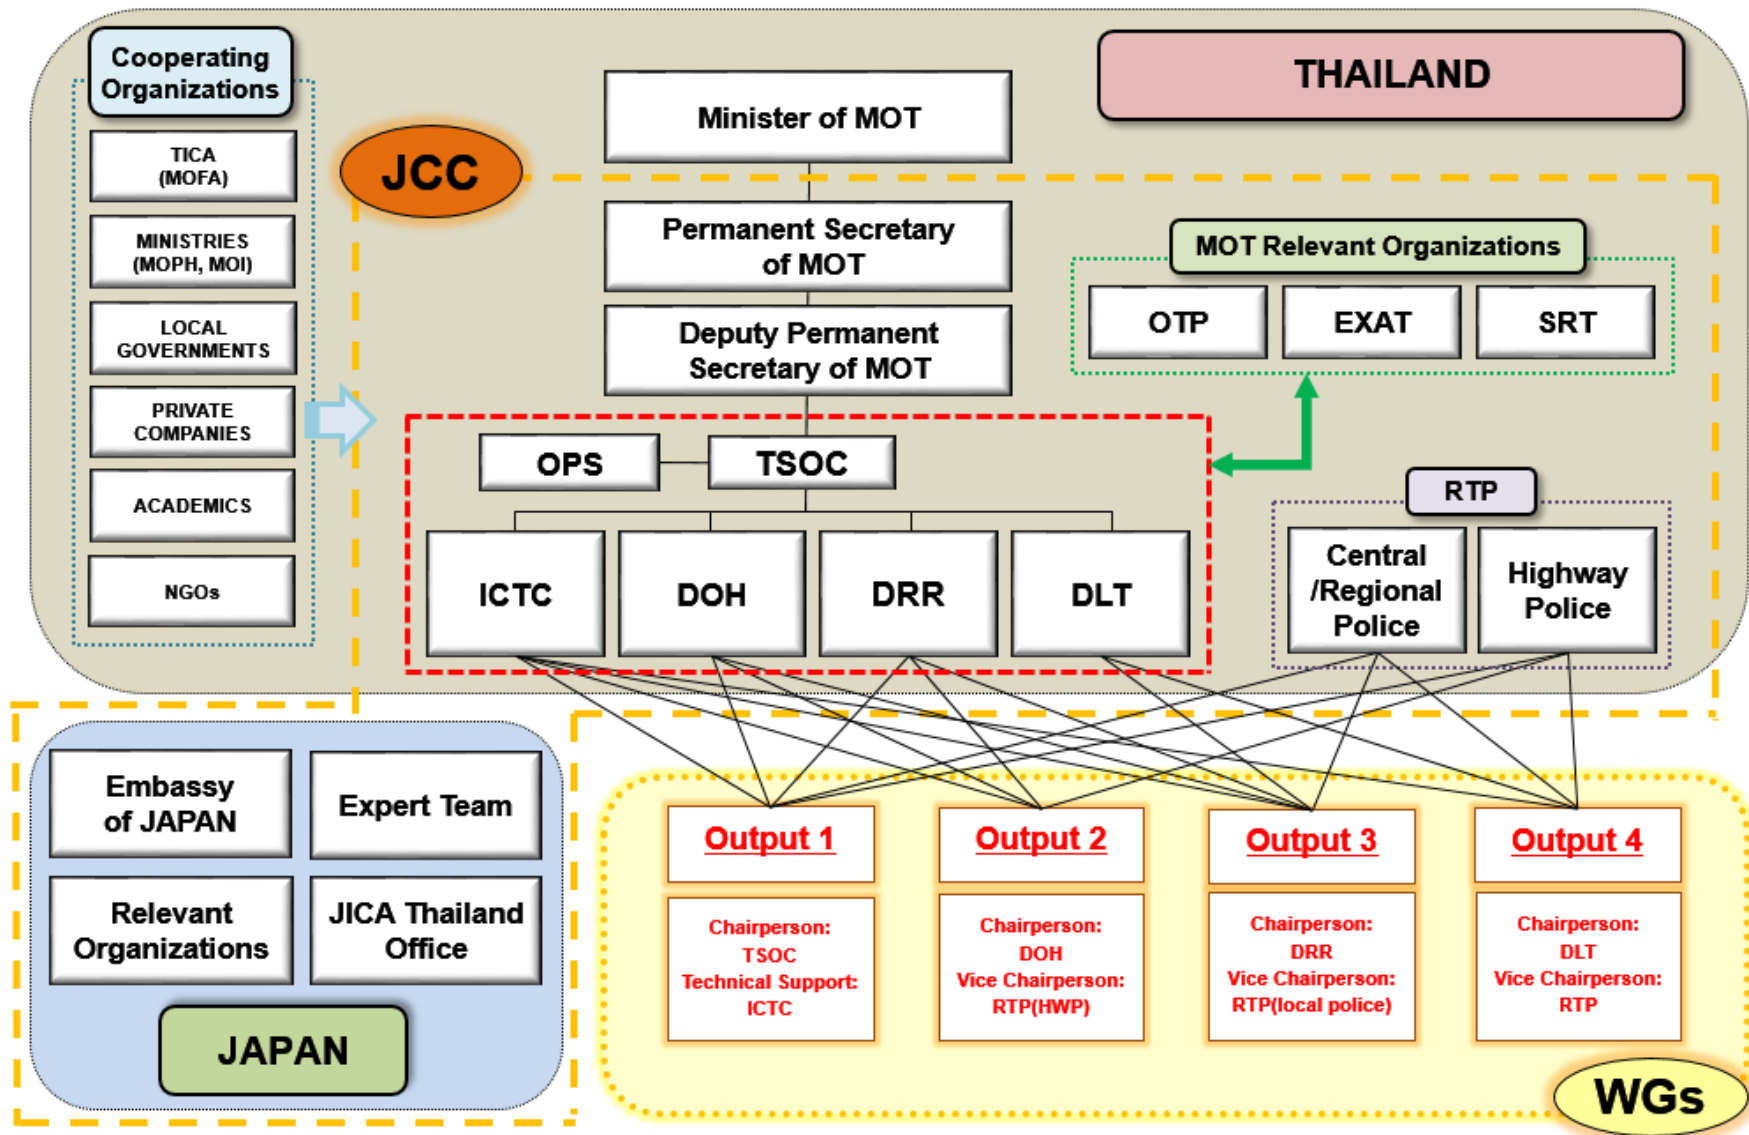 Cooperating
Organizations
TICA
(MOFA)
MINISTRIES
(MOPH, MOI)
LOCAL
GOVERNMENTS
PRIVATE
COMPANIES
ACADEMICS
NGOs
JCC
THAILAND
Minister of MOT
Permanent Secretary
of MOT
Deputy Permanent
Secretary of MOT
MOT Relevant Organizations
OTP
EXAT
SRT
OPS
TSOC
ICTC
DOH
DRR
DLT
RTP
Central
/Regional
Police
Highway
Police
Embassy
of JAPAN
Expert Team
Relevant
Organizations
JICA Thailand
Office
JAPAN
Output 1
Chairperson:
TSOC
Technical Support:
ICTC
Output 2
Chairperson:
DOH
Vice Chairperson:
RTP(HWP)
Output 3
Chairperson:
DRR
Vice Chairperson:
RTP(local police)
Output 4
Chairperson:
DLT
Vice Chairperson:
RTP
WGs